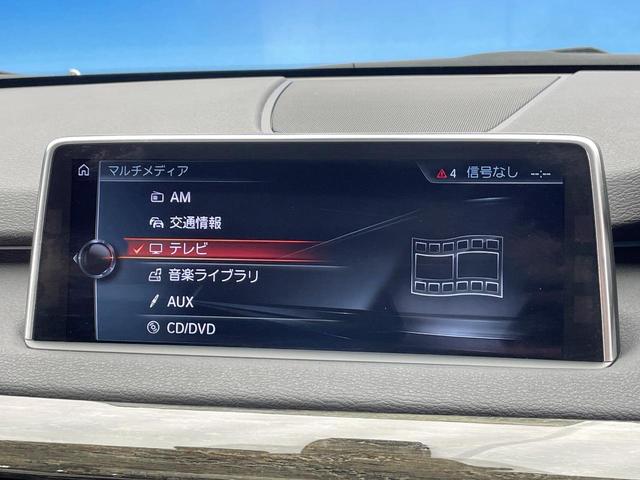 マルチメディア
4 信号なし --:--
AM
交通情報
テレビ
音楽ライブラリ
AUX
CD/DVD